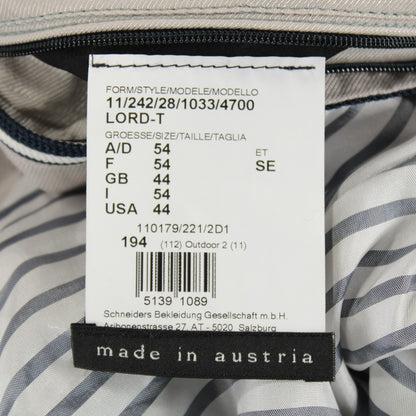 FORM/STYLE/MODELE/MODELLO
11/242/28/1033/4700
LORD-T
GROESSE/SIZE/TAILLE/TAGLIA
A/D 54 ET
F 54 SE
GB 44
I 54
USA 44
110179/221/2D1
194 (112) Outdoor 2 (11)
5139 1089
Schneiders Bekleidung Gesellschaft m.b.H.
Aribonenstrasse 27, AT - 5020 Salzburg
made in austria